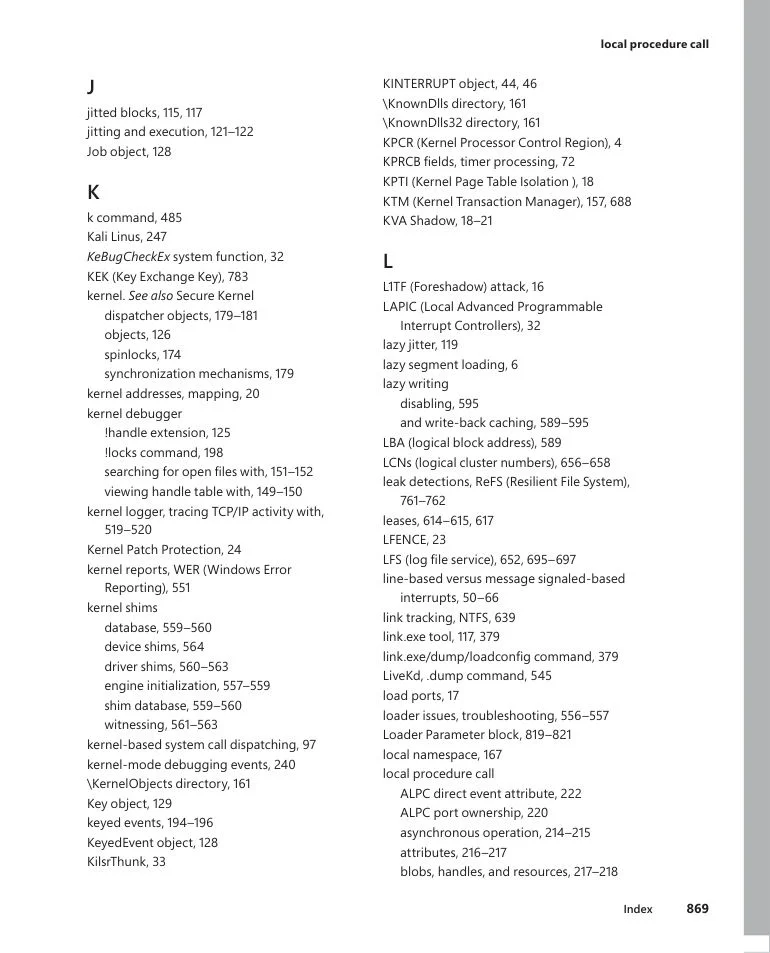 local procedure call
J
jitted blocks, 115, 117
jitting and execution, 121–122
Job object, 128
K
k command, 485
Kali Linus, 247
KeBugCheckEx system function, 32
KEK (Key Exchange Key), 783
kernel. See also Secure Kernel
dispatcher objects, 179–181
objects, 126
spinlocks, 174
synchronization mechanisms, 179
kernel addresses, mapping, 20
kernel debugger
!handle extension, 125
!locks command, 198
searching for open files with, 151–152
viewing handle table with, 149–150
kernel logger, tracing TCP/IP activity with,
519–520
Kernel Patch Protection, 24
kernel reports, WER (Windows Error
Reporting), 551
kernel shims
database, 559–560
device shims, 564
driver shims, 560–563
engine initialization, 557–559
shim database, 559–560
witnessing, 561–563
kernel-based system call dispatching, 97
kernel-mode debugging events, 240
\KernelObjects directory, 161
Key object, 129
keyed events, 194–196
KeyedEvent object, 128
KiIsrThunk, 33
KINTERRUPT object, 44, 46
\KnownDlls directory, 161
\KnownDlls32 directory, 161
KPCR (Kernel Processor Control Region), 4
KPRCB fields, timer processing, 72
KPTI (Kernel Page Table Isolation ), 18
KTM (Kernel Transaction Manager), 157, 688
KVA Shadow, 18–21
L
L1TF (Foreshadow) attack, 16
LAPIC (Local Advanced Programmable
Interrupt Controllers), 32
lazy jitter, 119
lazy segment loading, 6
lazy writing
disabling, 595
and write-back caching, 589–595
LBA (logical block address), 589
LCNs (logical cluster numbers), 656–658
leak detections, ReFS (Resilient File System),
761–762
leases, 614–615, 617
LFENCE, 23
LFS (log file service), 652, 695–697
line-based versus message signaled-based
interrupts, 50–66
link tracking, NTFS, 639
link.exe tool, 117, 379
link.exe/dump/loadconfig command, 379
LiveKd, .dump command, 545
load ports, 17
loader issues, troubleshooting, 556–557
Loader Parameter block, 819–821
local namespace, 167
local procedure call
ALPC direct event attribute, 222
ALPC port ownership, 220
asynchronous operation, 214–215
attributes, 216–217
blobs, handles, and resources, 217–218
Index 869